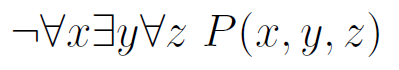 ¬∀x∃y∀z P(x, y, z)